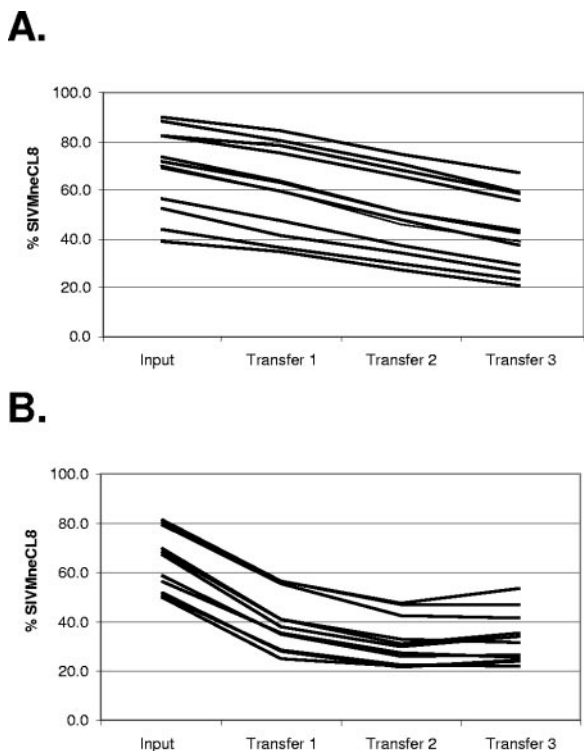 A.
100.0
80.0
60.0
40.0
20.0
0.0
% SIVMneCL8
Input Transfer 1 Transfer 2 Transfer 3
B.
100.0
80.0
60.0
40.0
20.0
0.0
% SIVMneCL8
Input Transfer 1 Transfer 2 Transfer 3